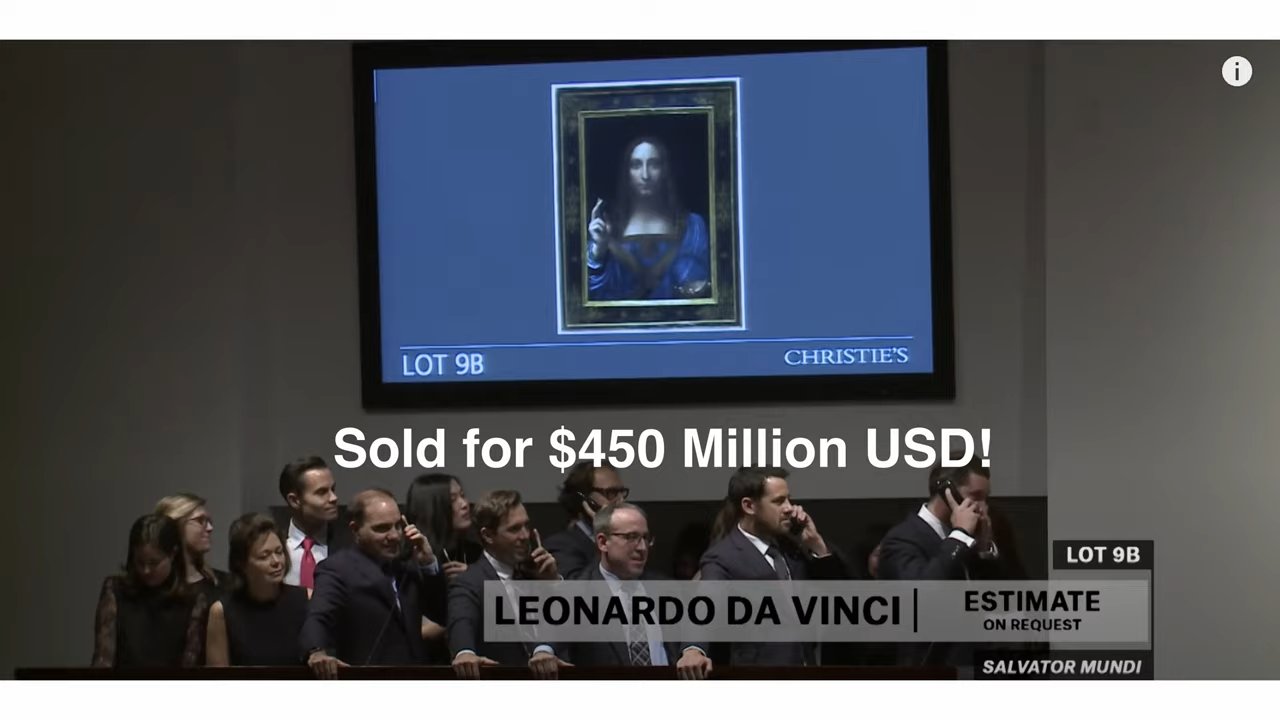 LOT 9B
CHRISTIE'S
Sold for $450 Million USD!
LOT 9B
LEONARDO DA VINCI
ESTIMATE
ON REQUEST
SALVATOR MUNDI